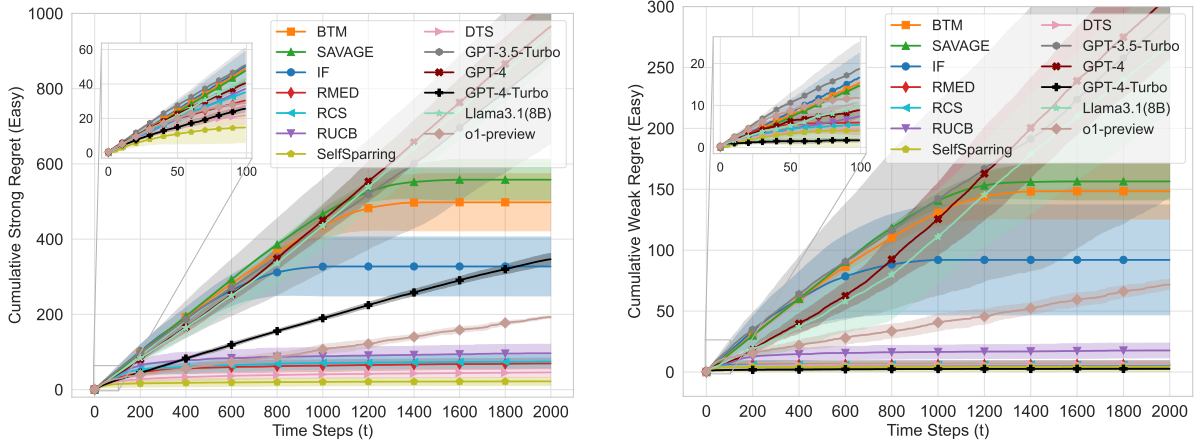 Cumulative Strong Regret (Easy)
1000
800
600
400
200
0
0 200 400 600 800 1000 1200 1400 1600 1800 2000
Time Steps (t)
60
40
20
0
0 50 100
BTM
SAVAGE
IF
RMED
RCS
RUCB
SelfSparring
DTS
GPT-3.5-Turbo
GPT-4
GPT-4-Turbo
Llama3.1(8B)
o1-preview
Cumulative Weak Regret (Easy)
300
250
200
150
100
50
0
0 200 400 600 800 1000 1200 1400 1600 1800 2000
Time Steps (t)
20
10
0
0 50 100
BTM
SAVAGE
IF
RMED
RCS
RUCB
SelfSparring
DTS
GPT-3.5-Turbo
GPT-4
GPT-4-Turbo
Llama3.1(8B)
o1-preview